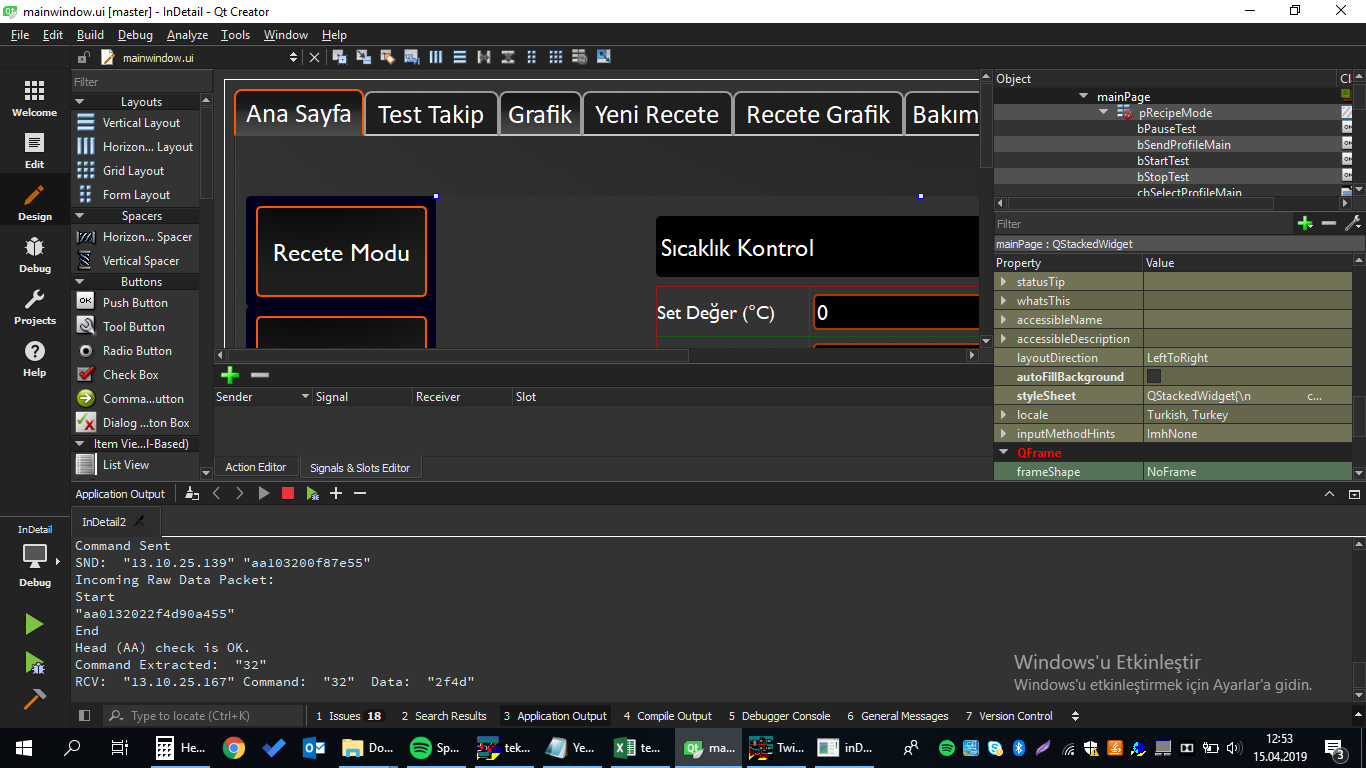 mainwindow.ui [master] - InDetail - Qt Creator
File Edit Build Debug Analyze Tools Window Help
mainwindow.ui
Welcome
Edit
Design
Debug
Projects
Help
InDetail
Debug
Filter
Layouts
Vertical Layout
Horizon... Layout
Grid Layout
Form Layout
Spacers
Horizon... Spacer
Vertical Spacer
Buttons
OK Push Button
Tool Button
Radio Button
Check Box
Comma...utton
Dialog ...ton Box
Item Vie...l-Based)
List View
Ana Sayfa Test Takip Grafik Yeni Recete Recete Grafik Bakım
Recete Modu
Sıcaklık Kontrol
Set Değer (°C) 0
Sender Signal Receiver Slot
Action Editor Signals & Slots Editor
Object Cl
mainPage
pRecipeMode
bPauseTest
bSendProfileMain
bStartTest
bStopTest
cbSelectProfileMain
Filter
mainPage : QStackedWidget
Property Value
statusTip
whatsThis
accessibleName
accessibleDescription
layoutDirection LeftToRight
autoFillBackground
styleSheet QStackedWidget{\n c...
locale Turkish, Turkey
inputMethodHints ImhNone
QFrame
frameShape NoFrame
Application Output
InDetail2
Command Sent
SND:  "13.10.25.139" "aa103200f87e55"
Incoming Raw Data Packet:
Start
"aa0132022f4d90a455"
End
Head (AA) check is OK.
Command Extracted:  "32"
RCV:  "13.10.25.167" Command:  "32"  Data:  "2f4d"
Windows'u Etkinleştir
Windows'u etkinleştirmek için Ayarlar'a gidin.
Type to locate (Ctrl+K) 1 Issues 18 2 Search Results 3 Application Output 4 Compile Output 5 Debugger Console 6 General Messages 7 Version Control
He... Do... Sp... tek... Ye... te... ma... Twi... inD...
12:53
15.04.2019
3